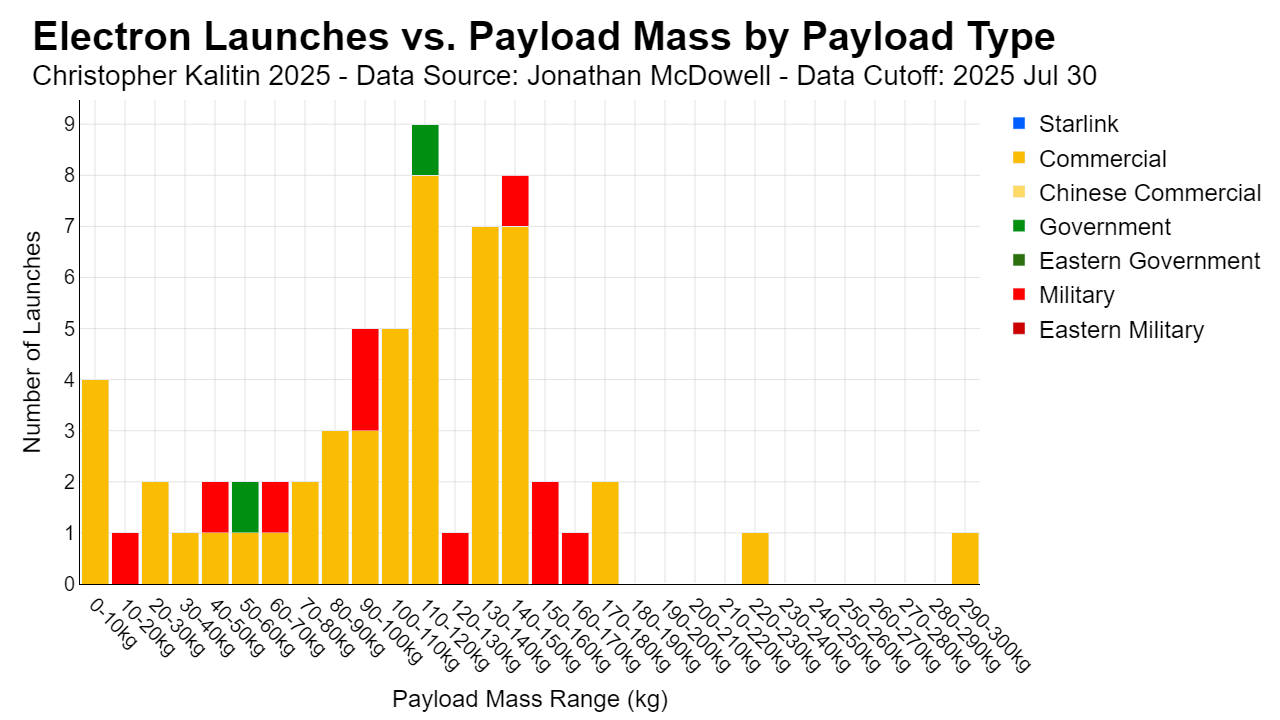 Electron Launches vs. Payload Mass by Payload Type
Christopher Kalitin 2025 - Data Source: Jonathan McDowell - Data Cutoff: 2025 Jul 30
Number of Launches
9
8
7
6
5
4
3
2
1
0
0-10kg
10-20kg
20-30kg
30-40kg
40-50kg
50-60kg
60-70kg
70-80kg
80-90kg
90-100kg
100-110kg
110-120kg
120-130kg
130-140kg
140-150kg
150-160kg
160-170kg
170-180kg
180-190kg
190-200kg
200-210kg
210-220kg
220-230kg
230-240kg
240-250kg
250-260kg
260-270kg
270-280kg
280-290kg
290-300kg
Payload Mass Range (kg)
Starlink
Commercial
Chinese Commercial
Government
Eastern Government
Military
Eastern Military